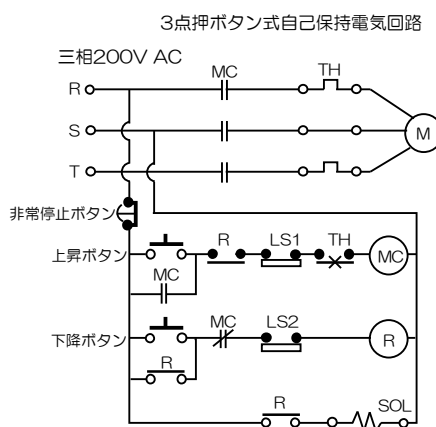 3点押ボタン式自己保持電気回路
三相200V AC
R MC TH
S M
T
非常停止ボタン
上昇ボタン R LS1 TH MC
MC
下降ボタン MC LS2 R
R
R SOL